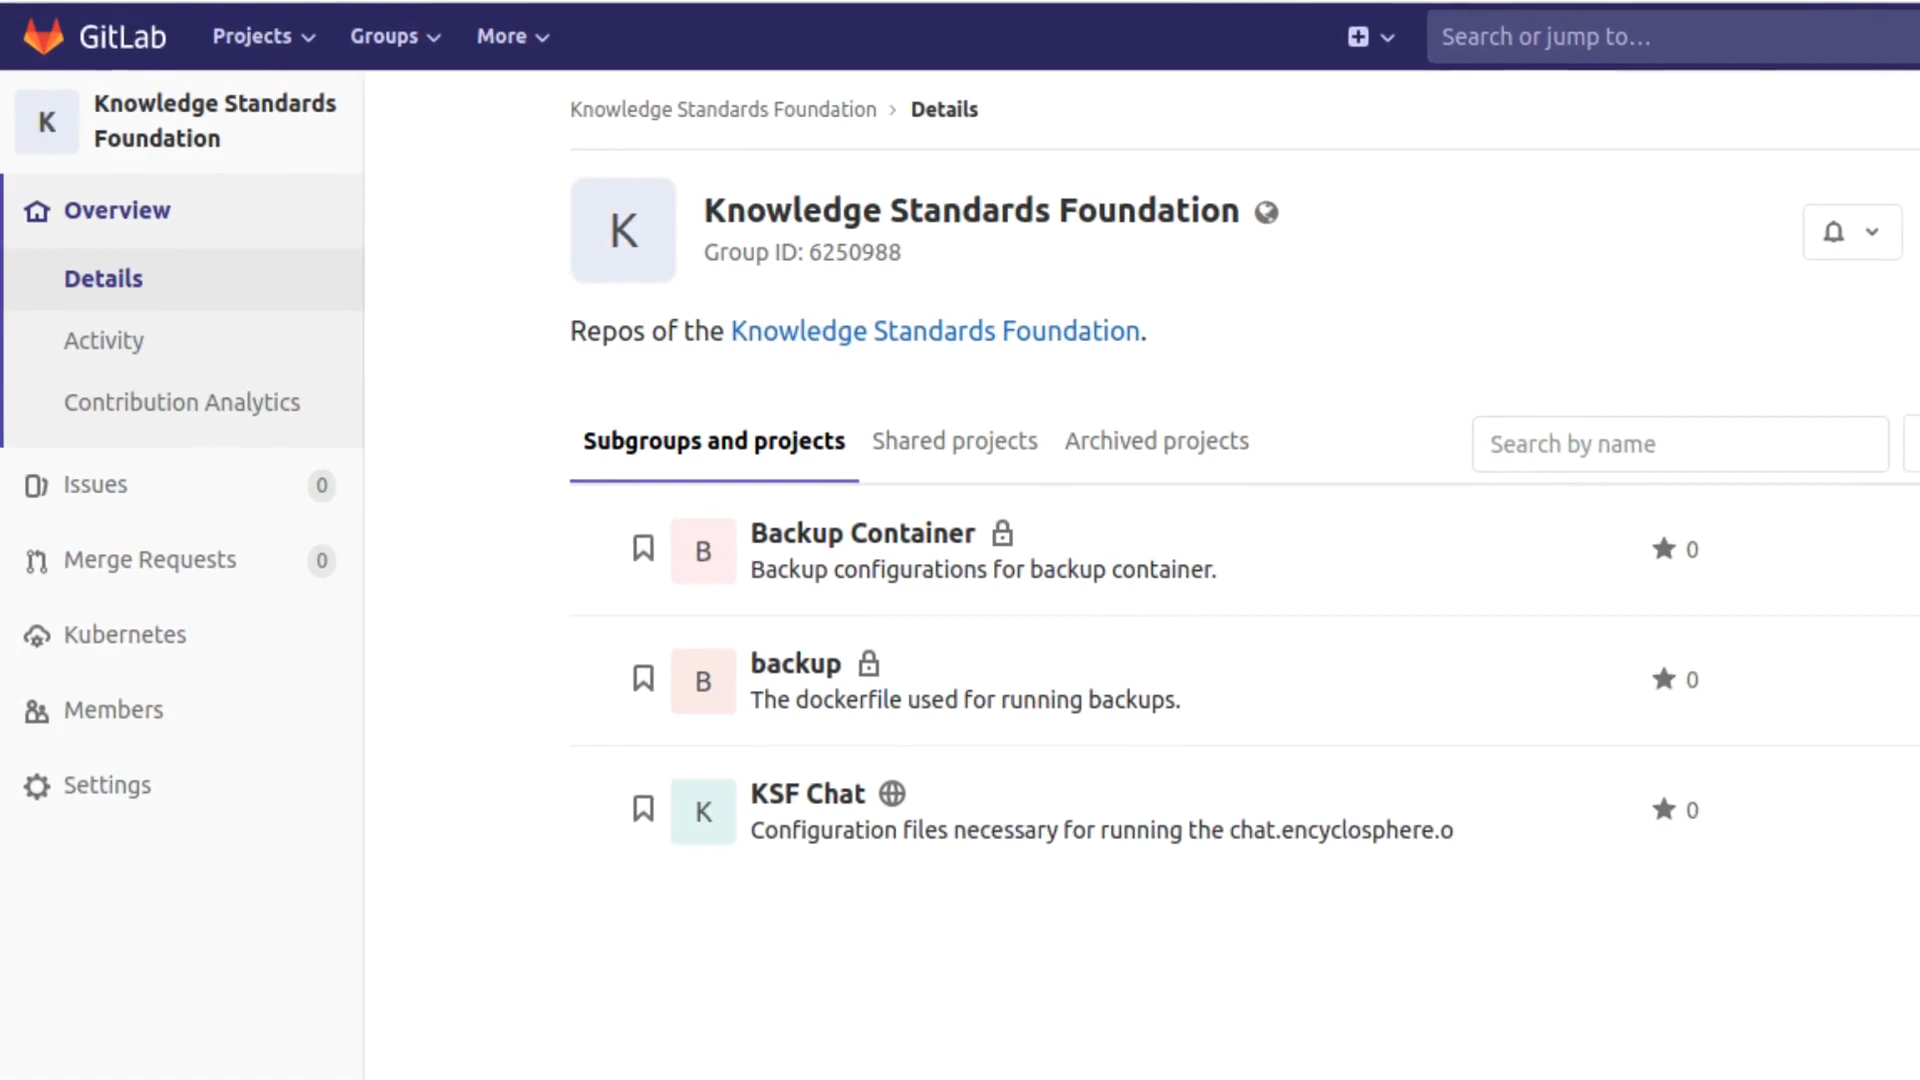 GitLab
Projects
Groups
More
Search or jump to...
K
Knowledge Standards
Foundation
Knowledge Standards Foundation > Details
Overview
Details
Activity
Contribution Analytics
Issues 0
Merge Requests 0
Kubernetes
Members
Settings
K
Knowledge Standards Foundation
Group ID: 6250988
Repos of the Knowledge Standards Foundation.
Subgroups and projects
Shared projects
Archived projects
Search by name
B
Backup Container
Backup configurations for backup container.
0
B
backup
The dockerfile used for running backups.
0
K
KSF Chat
Configuration files necessary for running the chat.encyclosphere.o
0